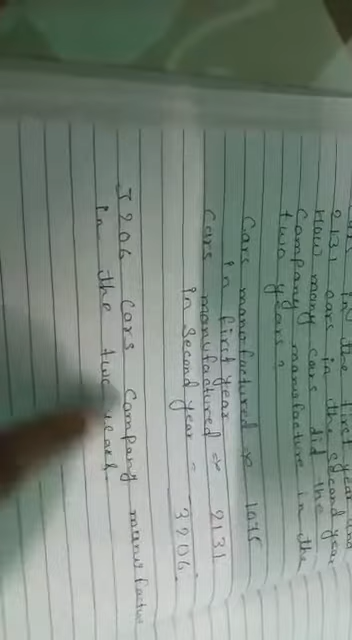 in the first year and
2131 cars in the second year
How many cars did the
Company manufacture in the
two years?
Cars manufactured = 1075
in first year
Cars manufactured = 2131
in Second year = 3206
3206 Cars Company manufactur
in the two years.